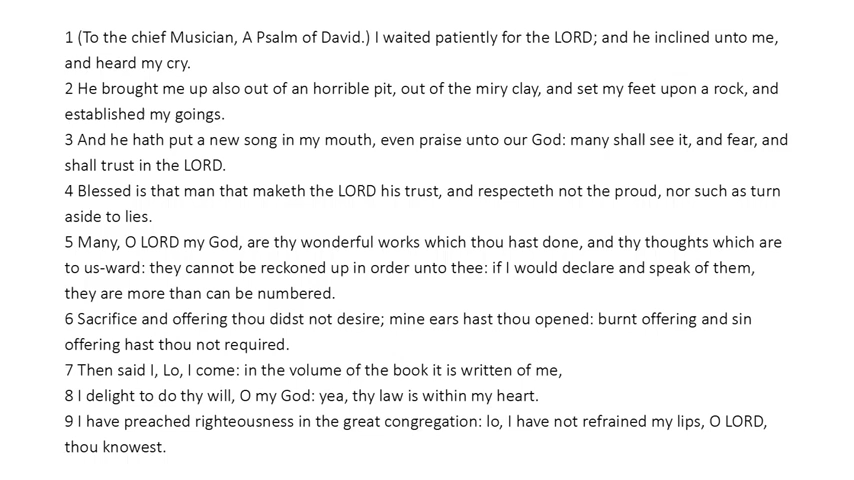 1 (To the chief Musician, A Psalm of David.) I waited patiently for the LORD; and he inclined unto me,
and heard my cry.
2 He brought me up also out of an horrible pit, out of the miry clay, and set my feet upon a rock, and
established my goings.
3 And he hath put a new song in my mouth, even praise unto our God: many shall see it, and fear, and
shall trust in the LORD.
4 Blessed is that man that maketh the LORD his trust, and respecteth not the proud, nor such as turn
aside to lies.
5 Many, O LORD my God, are thy wonderful works which thou hast done, and thy thoughts which are
to us-ward: they cannot be reckoned up in order unto thee: if I would declare and speak of them,
they are more than can be numbered.
6 Sacrifice and offering thou didst not desire; mine ears hast thou opened: burnt offering and sin
offering hast thou not required.
7 Then said I, Lo, I come: in the volume of the book it is written of me,
8 I delight to do thy will, O my God: yea, thy law is within my heart.
9 I have preached righteousness in the great congregation: lo, I have not refrained my lips, O LORD,
thou knowest.